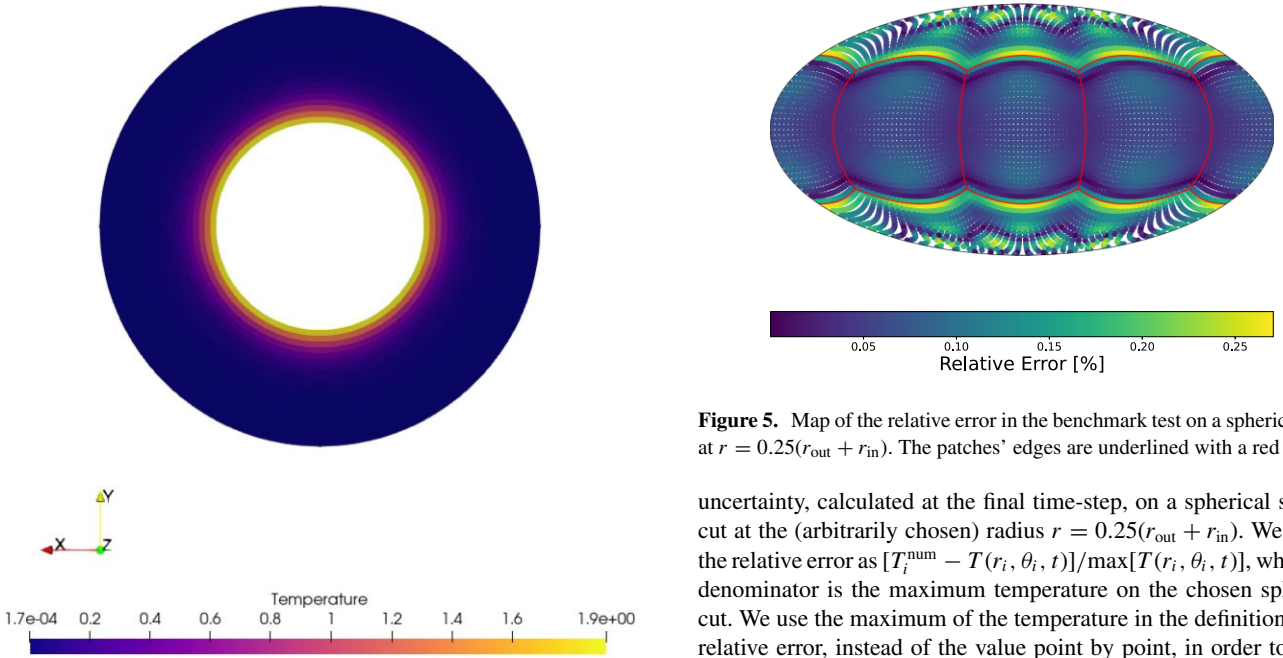 Y
X
Z
Temperature
1.7e-04 0.2 0.4 0.6 0.8 1 1.2 1.4 1.6 1.9e+00
0.05 0.10 0.15 0.20 0.25
Relative Error [%]
Figure 5. Map of the relative error in the benchmark test on a spheric
at r = 0.25(r_out + r_in). The patches’ edges are underlined with a red
uncertainty, calculated at the final time-step, on a spherical s
cut at the (arbitrarily chosen) radius r = 0.25(r_out + r_in). We
the relative error as [T_i^num − T(r_i, θ_i, t)]/max[T(r_i, θ_i, t)], wh
denominator is the maximum temperature on the chosen sp
cut. We use the maximum of the temperature in the definition
relative error, instead of the value point by point, in order to